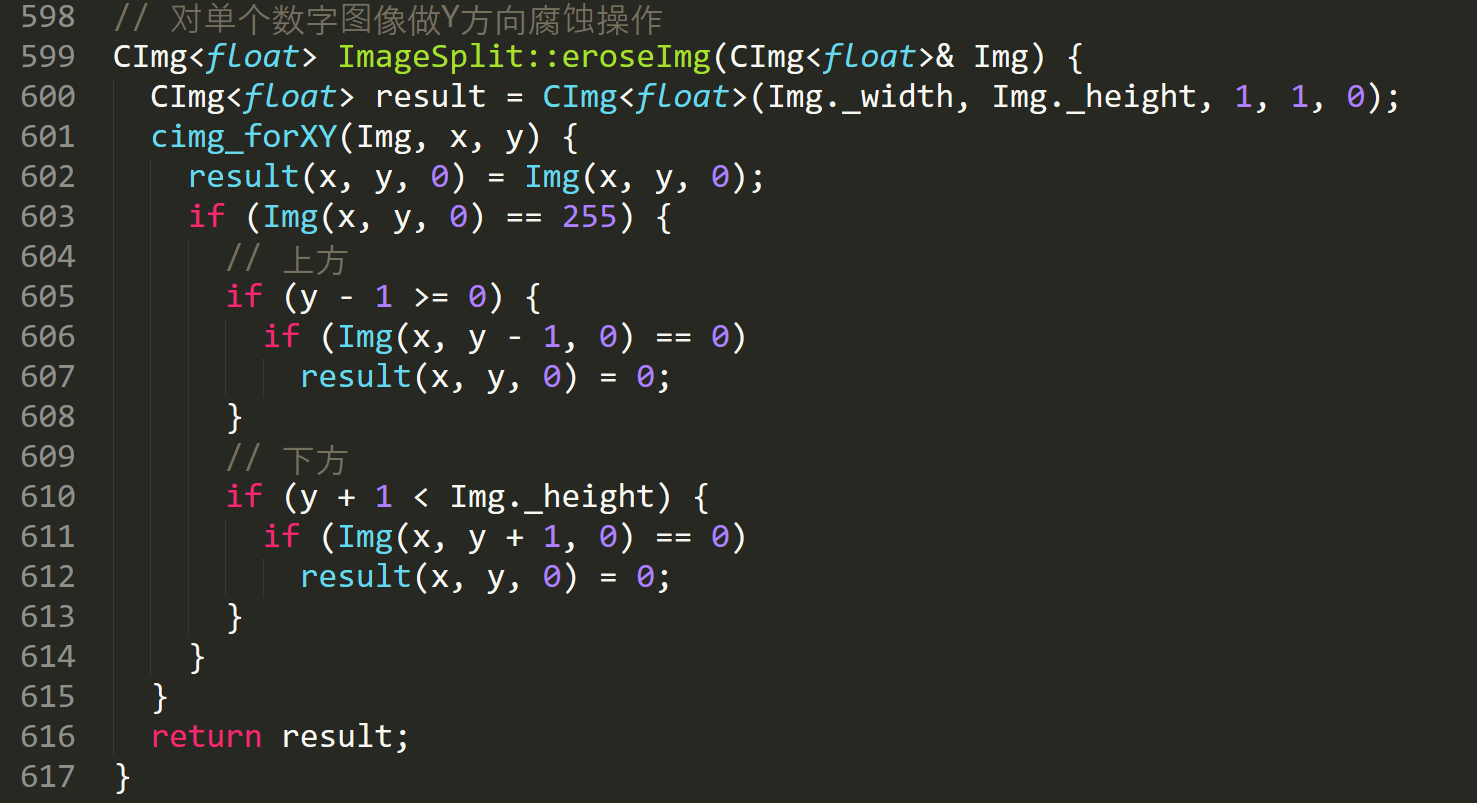 598 // 对单个数字图像做Y方向腐蚀操作
599 CImg<float> ImageSplit::eroseImg(CImg<float>& Img) {
600   CImg<float> result = CImg<float>(Img._width, Img._height, 1, 1, 0);
601   cimg_forXY(Img, x, y) {
602     result(x, y, 0) = Img(x, y, 0);
603     if (Img(x, y, 0) == 255) {
604       // 上方
605       if (y - 1 >= 0) {
606         if (Img(x, y - 1, 0) == 0)
607           result(x, y, 0) = 0;
608       }
609       // 下方
610       if (y + 1 < Img._height) {
611         if (Img(x, y + 1, 0) == 0)
612           result(x, y, 0) = 0;
613       }
614     }
615   }
616   return result;
617 }